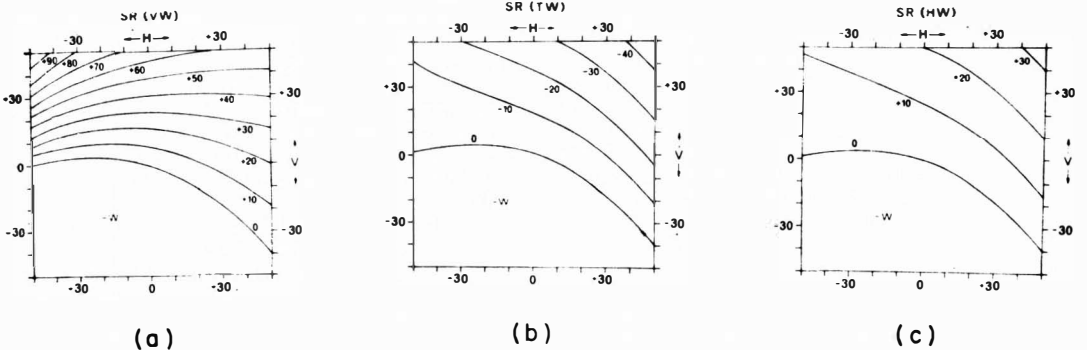 SR (VW)
-30 ← H → +30
+90 +80 +70 +60 +50 +40 +30 +20 +10 0
+30
0
-30
+30
V
-30
-W
+30 0 +30
(a)
SR (TW)
-30 ← H → +30
-40 -30 -20 -10 0
+30
0
-30
+30
V
-30
-W
-30 0 +30
(b)
SR (HW)
← H → +30
+30 +20 +10 0
+30
0
-30
+30
V
-30
-W
-30 0 +30
(c)